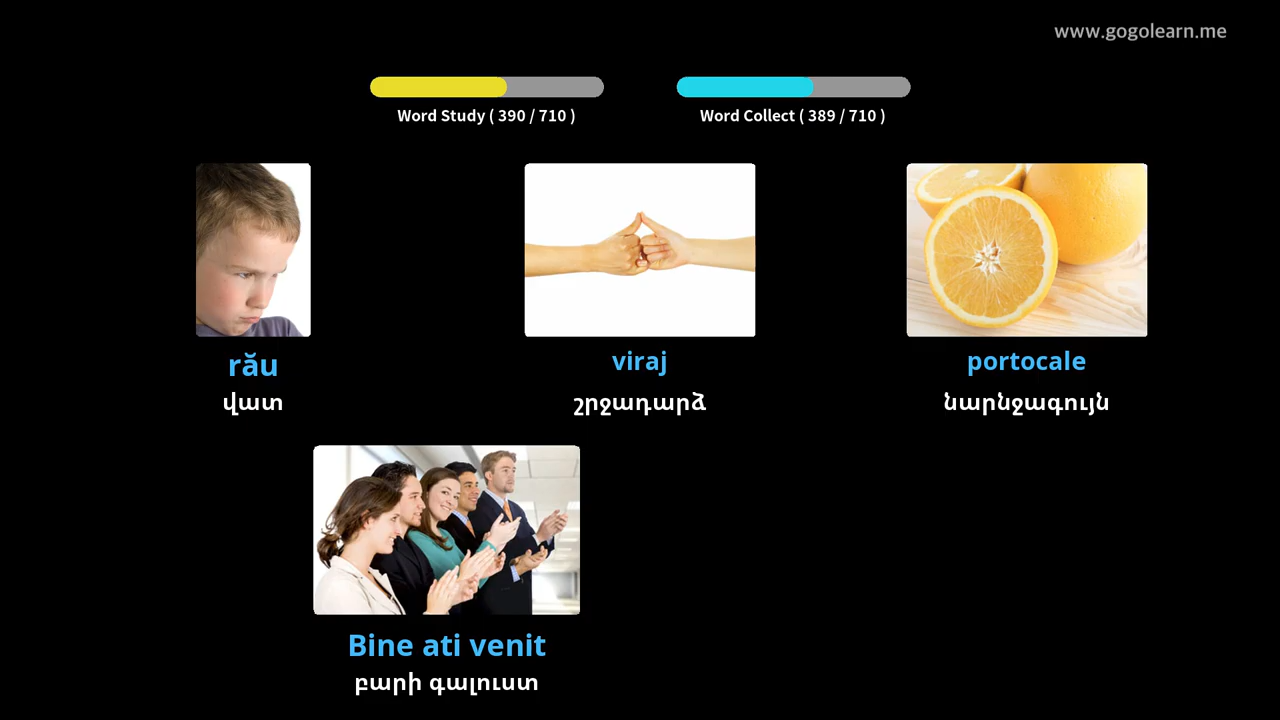 www.gogolearn.me
Word Study ( 390 / 710 )
Word Collect ( 389 / 710 )
rău
վատ
viraj
շրջադարձ
portocale
նարնջագույն
Bine ati venit
բարի գալուստ